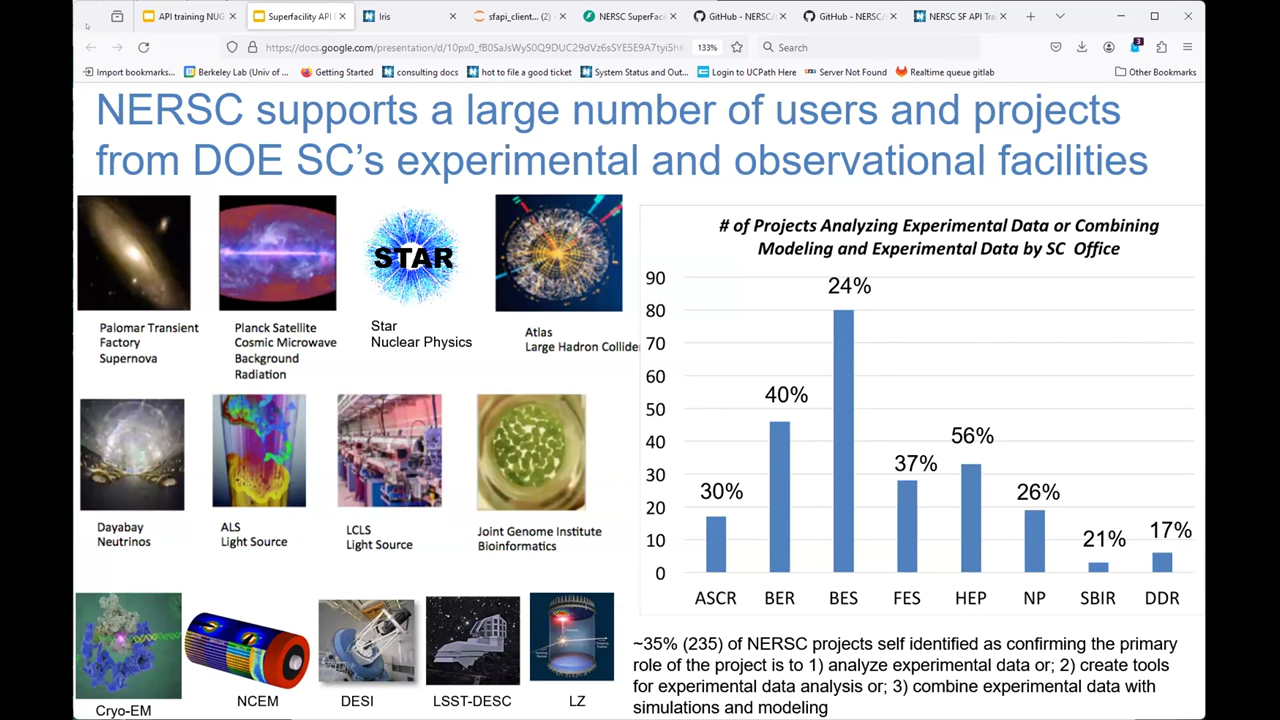 API training NUG
Superfacility API
Iris
sfapi_client... (2)
NERSC SuperFacil
GitHub - NERSC/
GitHub - NERSC/
NERSC SF API Tra
https://docs.google.com/presentation/d/10px0_fB0SaJsWyS0Q9DUC29dVz6sSYE5E9A7tyi5hK
133%
Search
3
Import bookmarks...
Berkeley Lab (Univ of ...
Getting Started
consulting docs
hot to file a good ticket
System Status and Out...
Login to UCPath Here
Server Not Found
Realtime queue gitlab
Other Bookmarks
NERSC supports a large number of users and projects
from DOE SC's experimental and observational facilities
STAR
Palomar Transient
Factory
Supernova
Planck Satellite
Cosmic Microwave
Background
Radiation
Star
Nuclear Physics
Atlas
Large Hadron Collider
Dayabay
Neutrinos
ALS
Light Source
LCLS
Light Source
Joint Genome Institute
Bioinformatics
Cryo-EM
NCEM
DESI
LSST-DESC
LZ
# of Projects Analyzing Experimental Data or Combining
Modeling and Experimental Data by SC Office
90
80
70
60
50
40
30
20
10
0
30%
40%
24%
37%
56%
26%
21%
17%
ASCR
BER
BES
FES
HEP
NP
SBIR
DDR
~35% (235) of NERSC projects self identified as confirming the primary
role of the project is to 1) analyze experimental data or; 2) create tools
for experimental data analysis or; 3) combine experimental data with
simulations and modeling